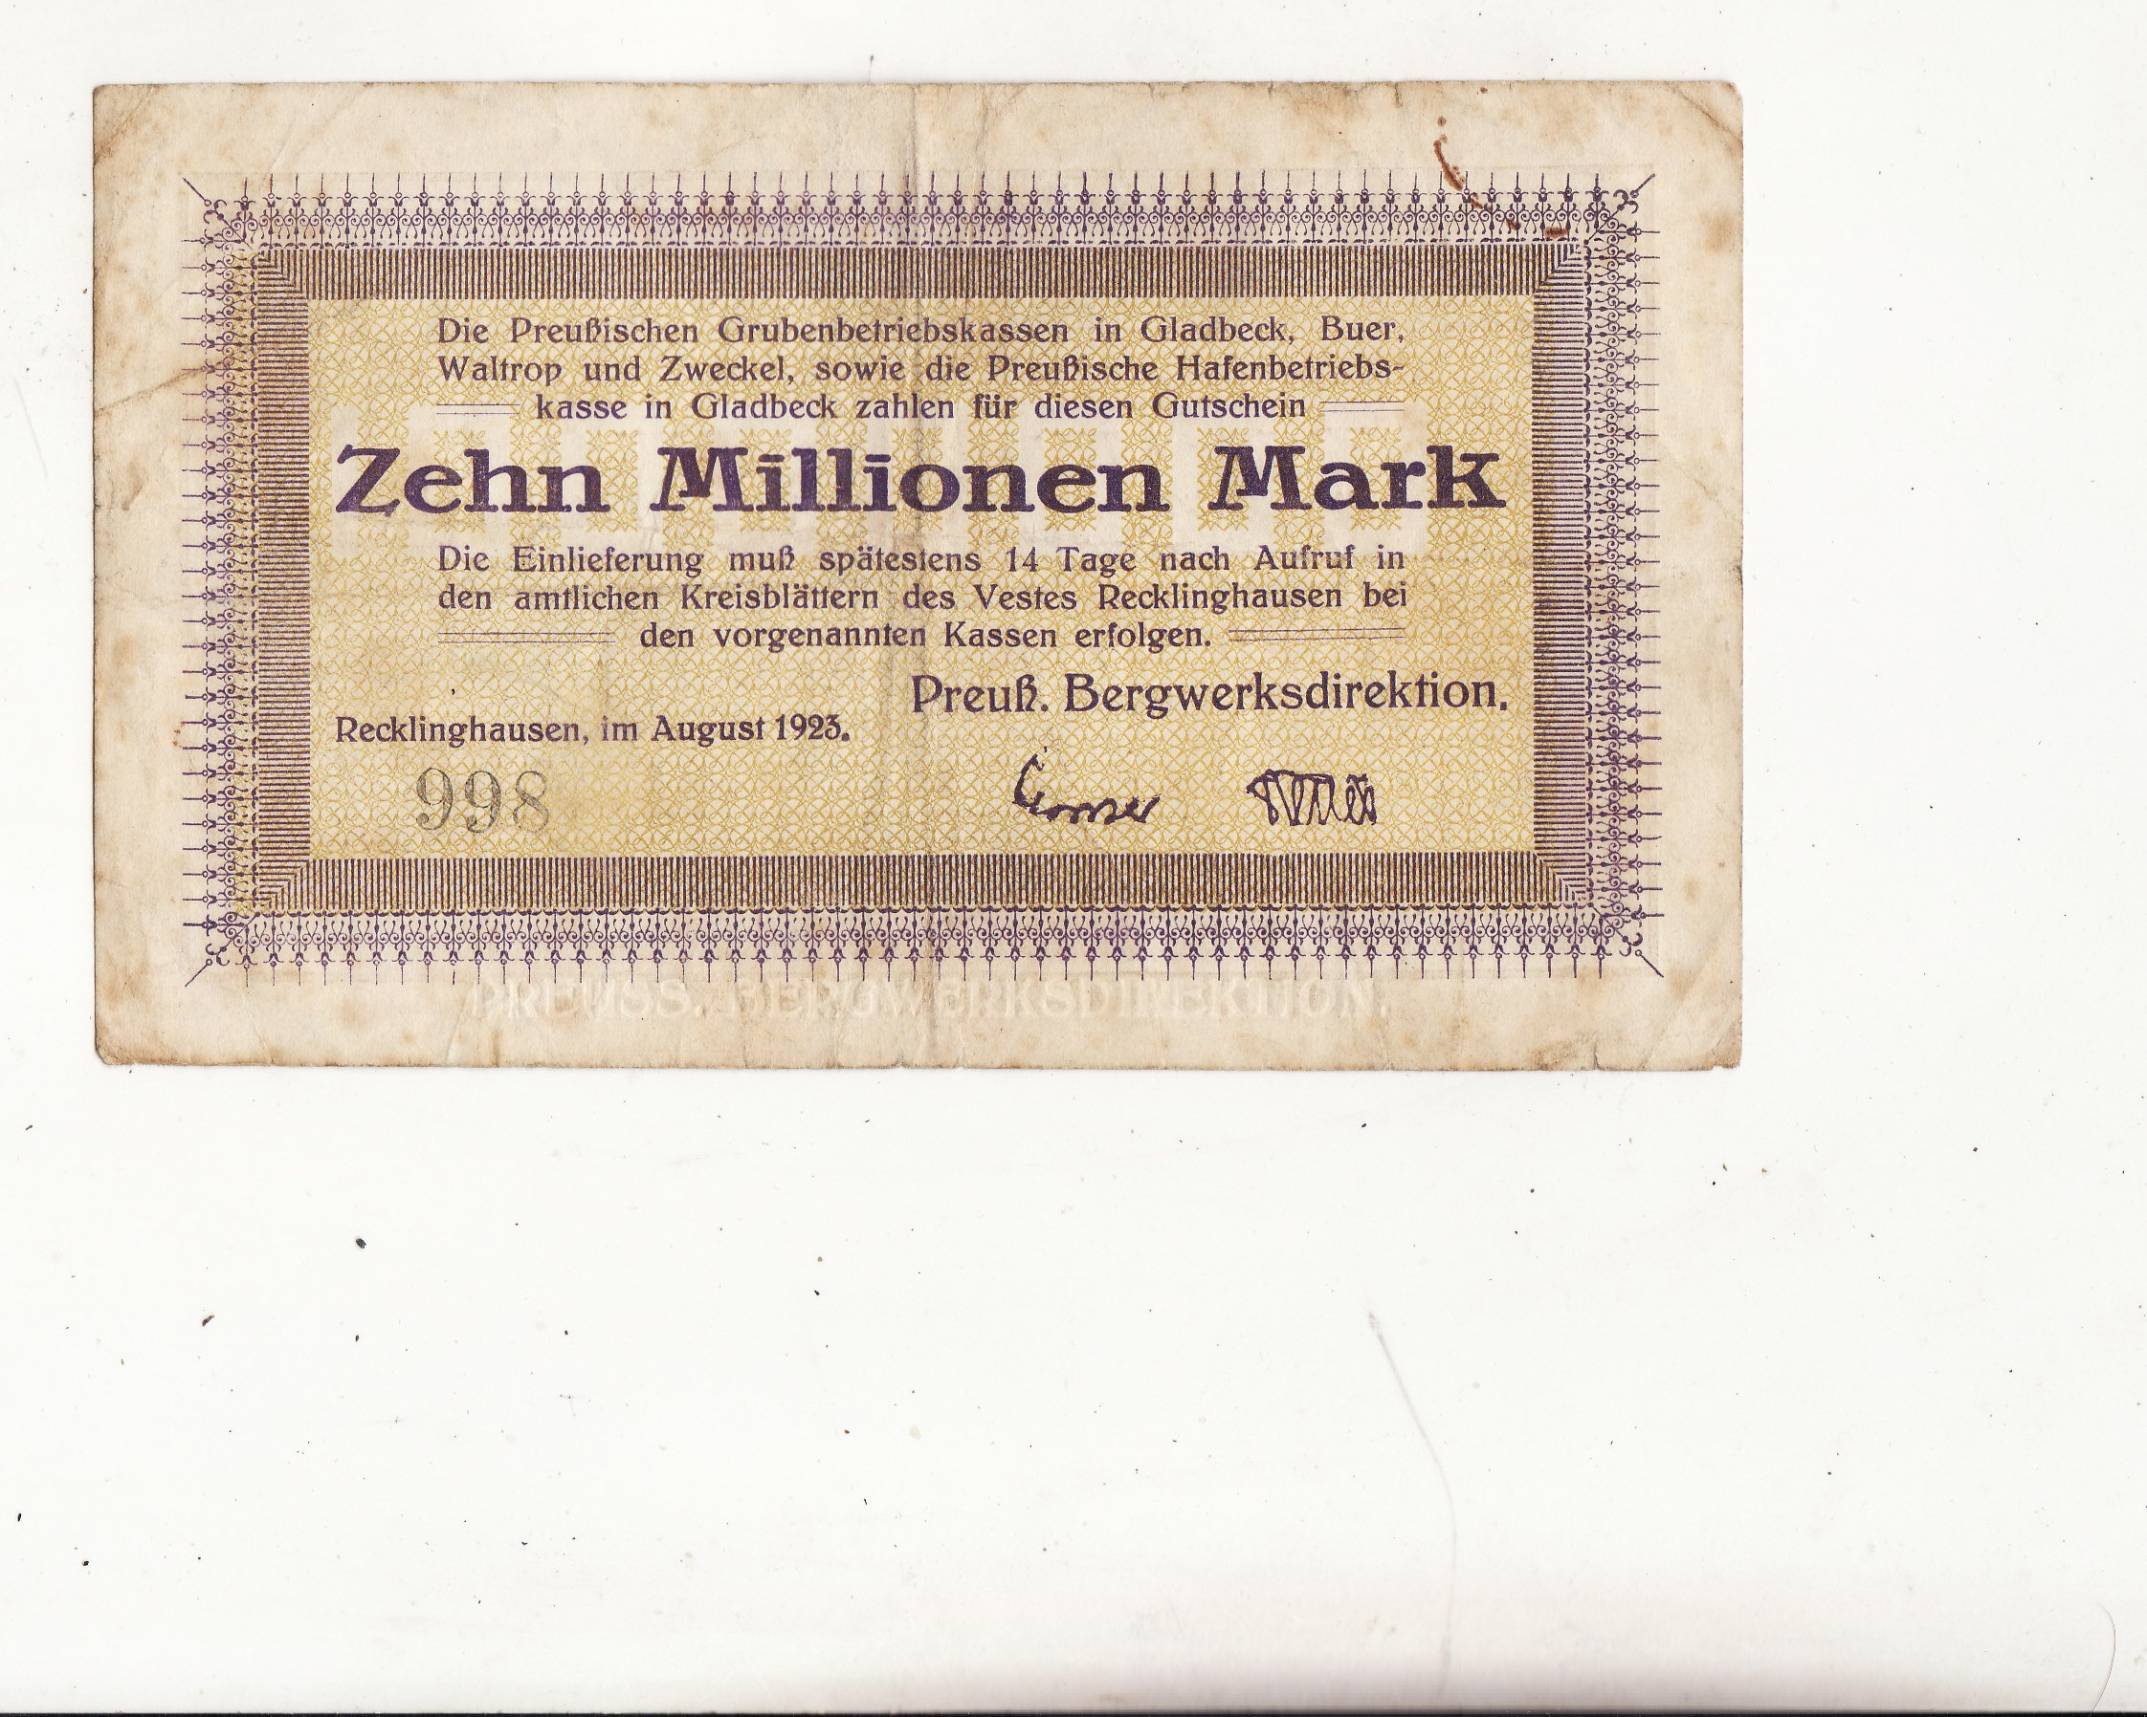 Die Preußischen Grubenbetriebskassen in Gladbeck, Buer,
Waltrop und Zweckel, sowie die Preußische Hafenbetriebs-
kasse in Gladbeck zahlen für diesen Gutschein
Zehn Millionen Mark
Die Einlieferung muß spätestens 14 Tage nach Aufruf in
den amtlichen Kreisblättern des Vestes Recklinghausen bei
den vorgenannten Kassen erfolgen.
Preuß. Bergwerksdirektion.
Recklinghausen, im August 1923.
998
PREUSS. BERGWERKSDIREKTION.